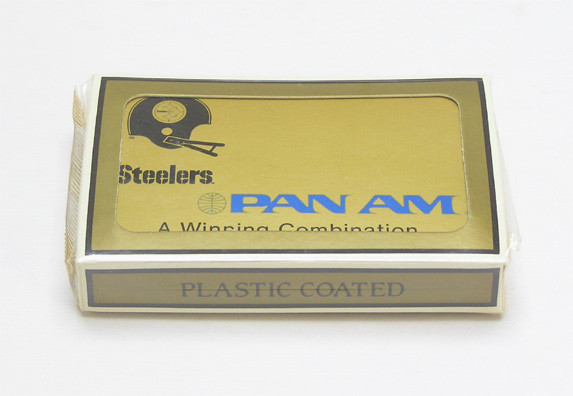 Steelers
PAN AM
A Winning Combination
PLASTIC COATED